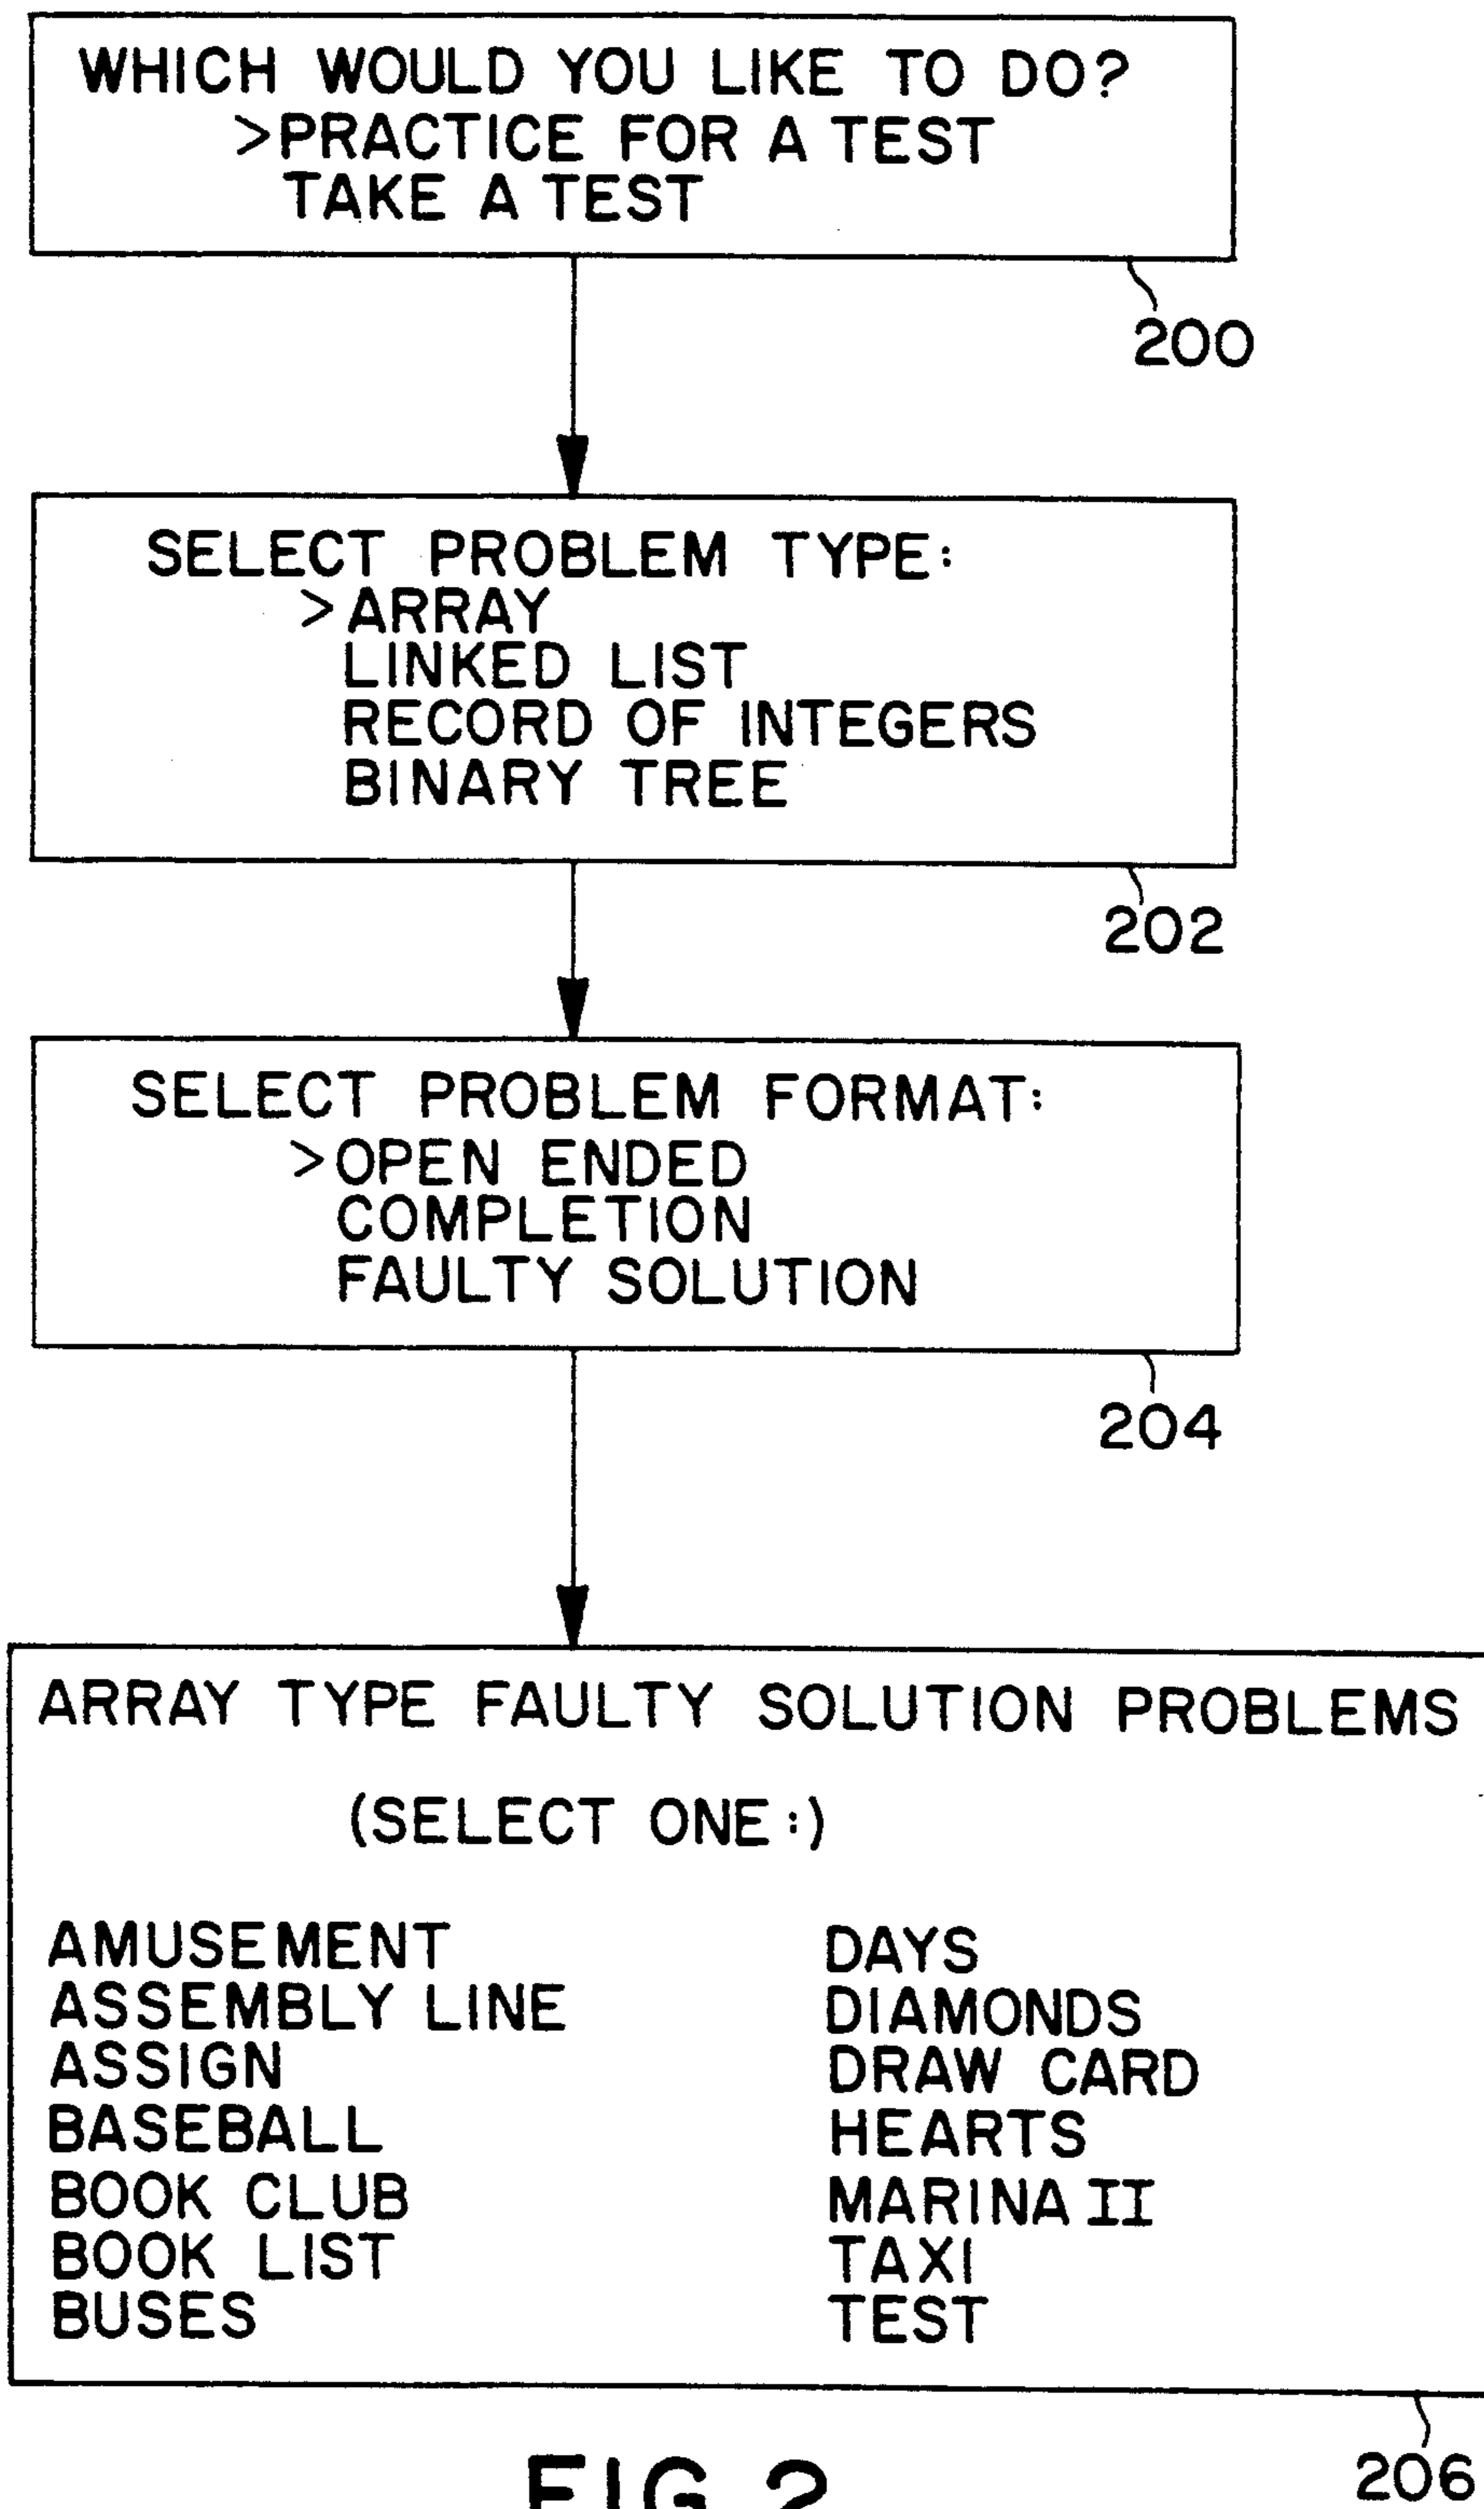 WHICH WOULD YOU LIKE TO DO?
>PRACTICE FOR A TEST
TAKE A TEST
200
SELECT PROBLEM TYPE:
>ARRAY
LINKED LIST
RECORD OF INTEGERS
BINARY TREE
202
SELECT PROBLEM FORMAT:
>OPEN ENDED
COMPLETION
FAULTY SOLUTION
204
ARRAY TYPE FAULTY SOLUTION PROBLEMS
(SELECT ONE:)
AMUSEMENT
ASSEMBLY LINE
ASSIGN
BASEBALL
BOOK CLUB
BOOK LIST
BUSES
DAYS
DIAMONDS
DRAW CARD
HEARTS
MARINA II
TAXI
TEST
206
FIG. 2